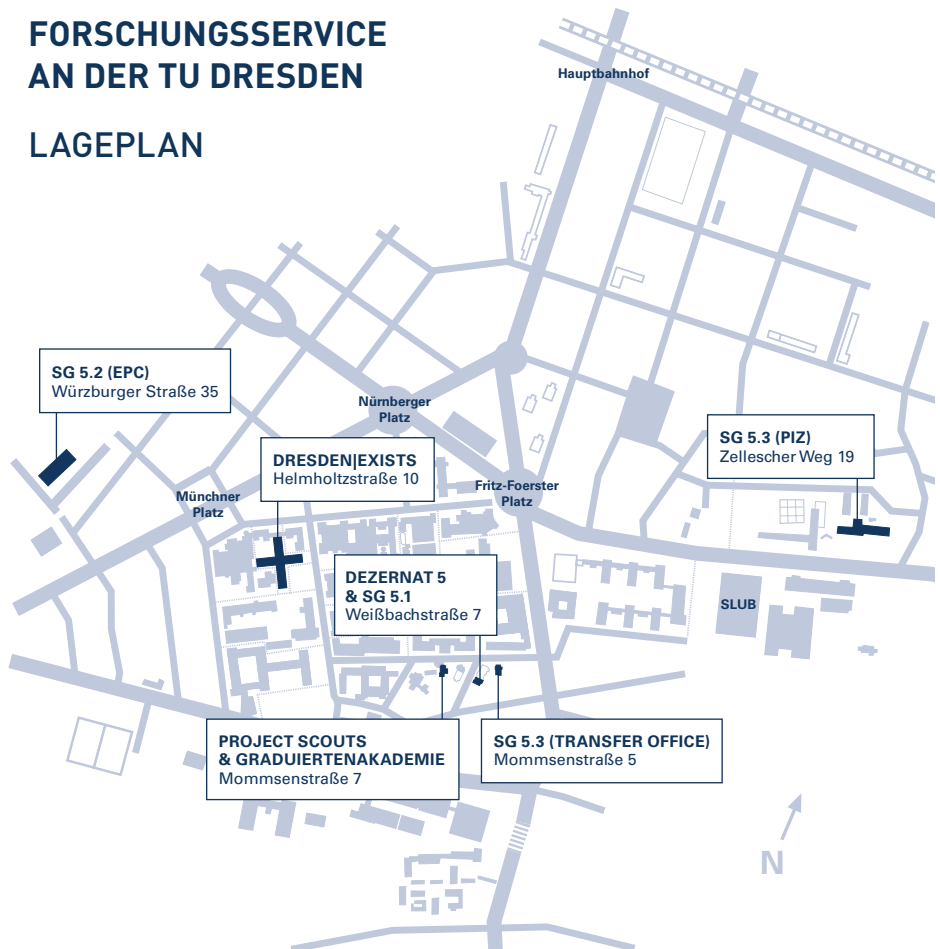 FORSCHUNGSSERVICE
AN DER TU DRESDEN
LAGEPLAN
Hauptbahnhof
SG 5.2 (EPC)
Würzburger Straße 35
Nürnberger
Platz
DRESDEN|EXISTS
Helmholtzstraße 10
SG 5.3 (PIZ)
Zellescher Weg 19
Münchner
Platz
Fritz-Foerster
Platz
DEZERNAT 5
& SG 5.1
Weißbachstraße 7
SLUB
PROJECT SCOUTS
& GRADUIERTENAKADEMIE
Mommsenstraße 7
SG 5.3 (TRANSFER OFFICE)
Mommsenstraße 5
N